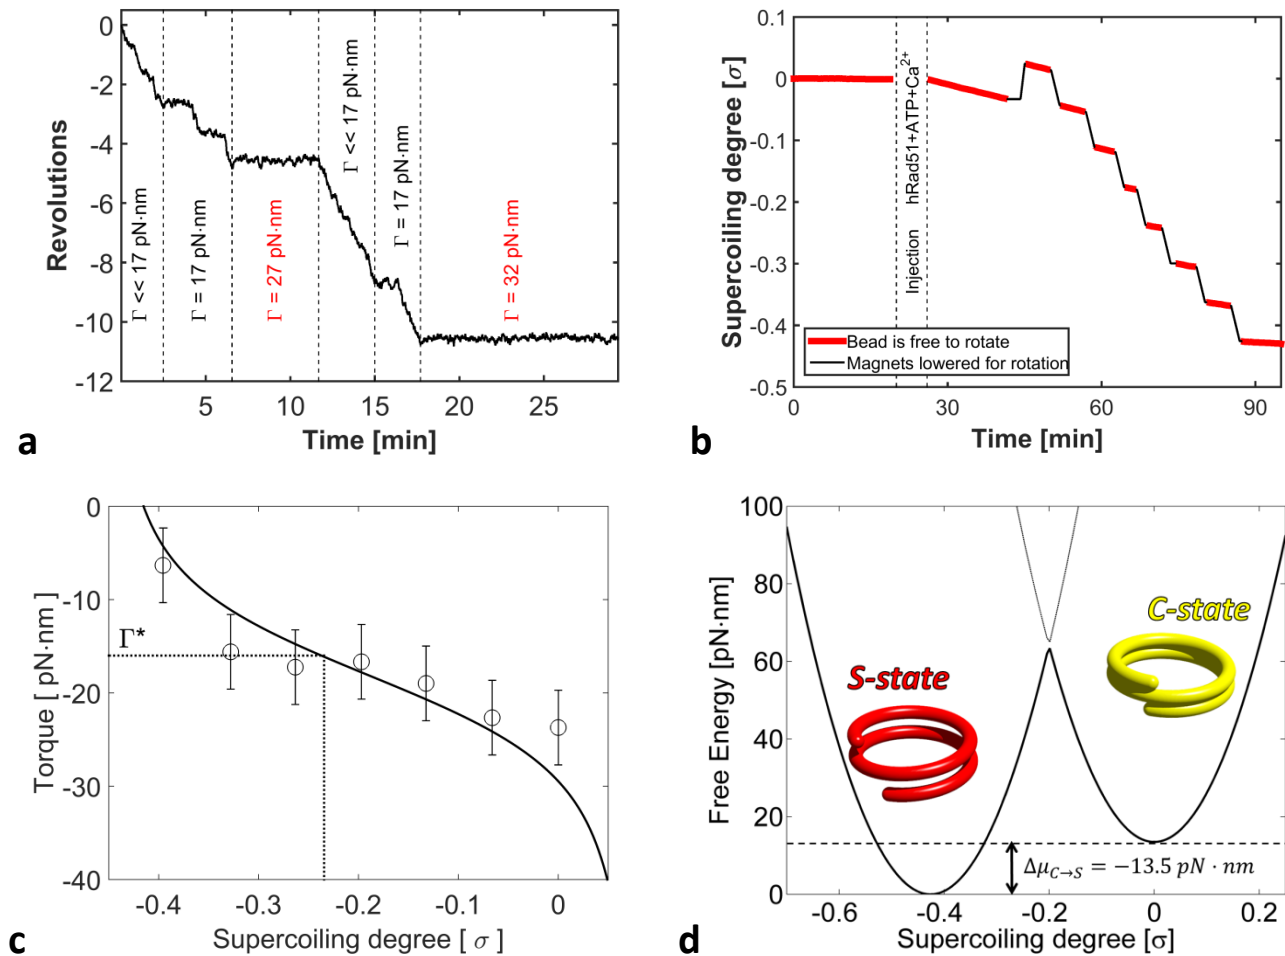 0
-2
-4
-6
-8
-10
-12
Revolutions
Γ << 17 pN·nm
Γ = 17 pN·nm
Γ = 27 pN·nm
Γ << 17 pN·nm
Γ = 17 pN·nm
Γ = 32 pN·nm
5
10
15
20
25
Time [min]
a
0.1
0
-0.1
-0.2
-0.3
-0.4
-0.5
Supercoiling degree [σ]
Injection hRad51+ATP+Ca²⁺
Bead is free to rotate
Magnets lowered for rotation
0
30
60
90
Time [min]
b
0
-10
-20
-30
-40
Torque [ pN·nm]
Γ*
-0.4
-0.3
-0.2
-0.1
0
Supercoiling degree [ σ ]
c
100
80
60
40
20
0
Free Energy [pN·nm]
C-state
S-state
Δμ_{C→S} = −13.5 pN · nm
-0.6
-0.4
-0.2
0
0.2
Supercoiling degree [σ]
d